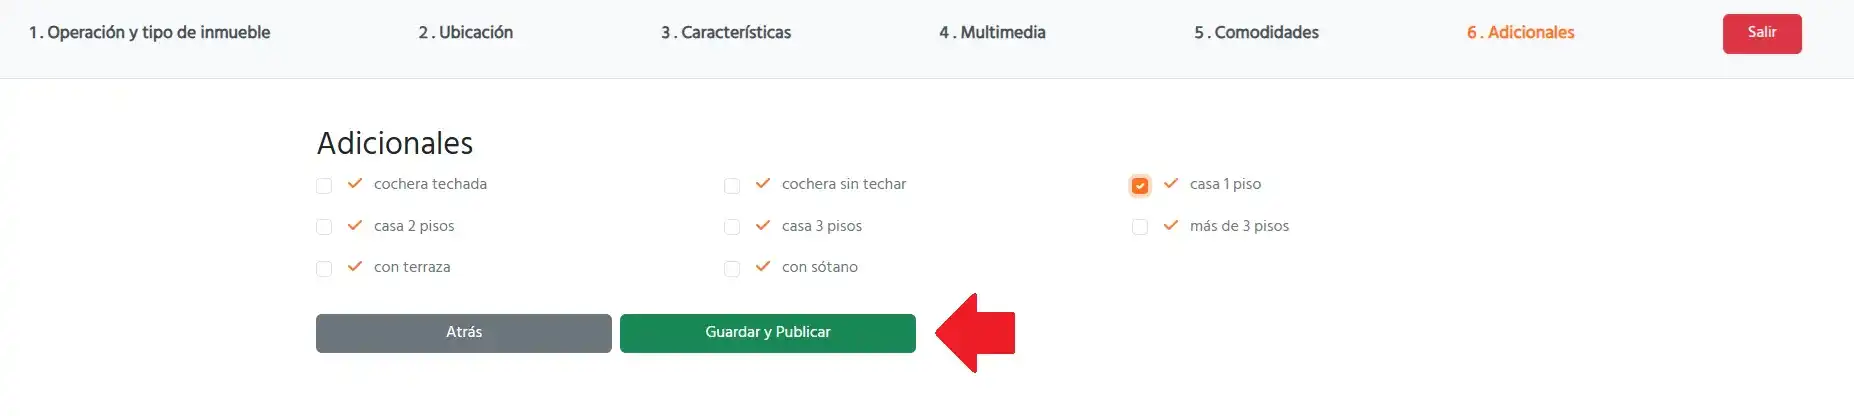 1 . Operación y tipo de inmueble
2 . Ubicación
3 . Características
4 . Multimedia
5 . Comodidades
6 . Adicionales
Salir
Adicionales
cochera techada
cochera sin techar
casa 1 piso
casa 2 pisos
casa 3 pisos
más de 3 pisos
con terraza
con sótano
Atrás
Guardar y Publicar